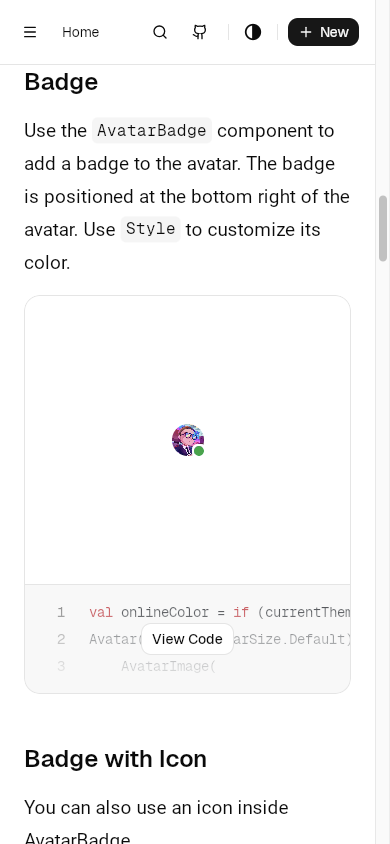 Home
New
Badge
Use the AvatarBadge component to
add a badge to the avatar. The badge
is positioned at the bottom right of the
avatar. Use Style to customize its
color.
1 val onlineColor = if (currentThem
2 Avatar( View Code arSize.Default)
3 AvatarImage(
Badge with Icon
You can also use an icon inside
AvatarBadge